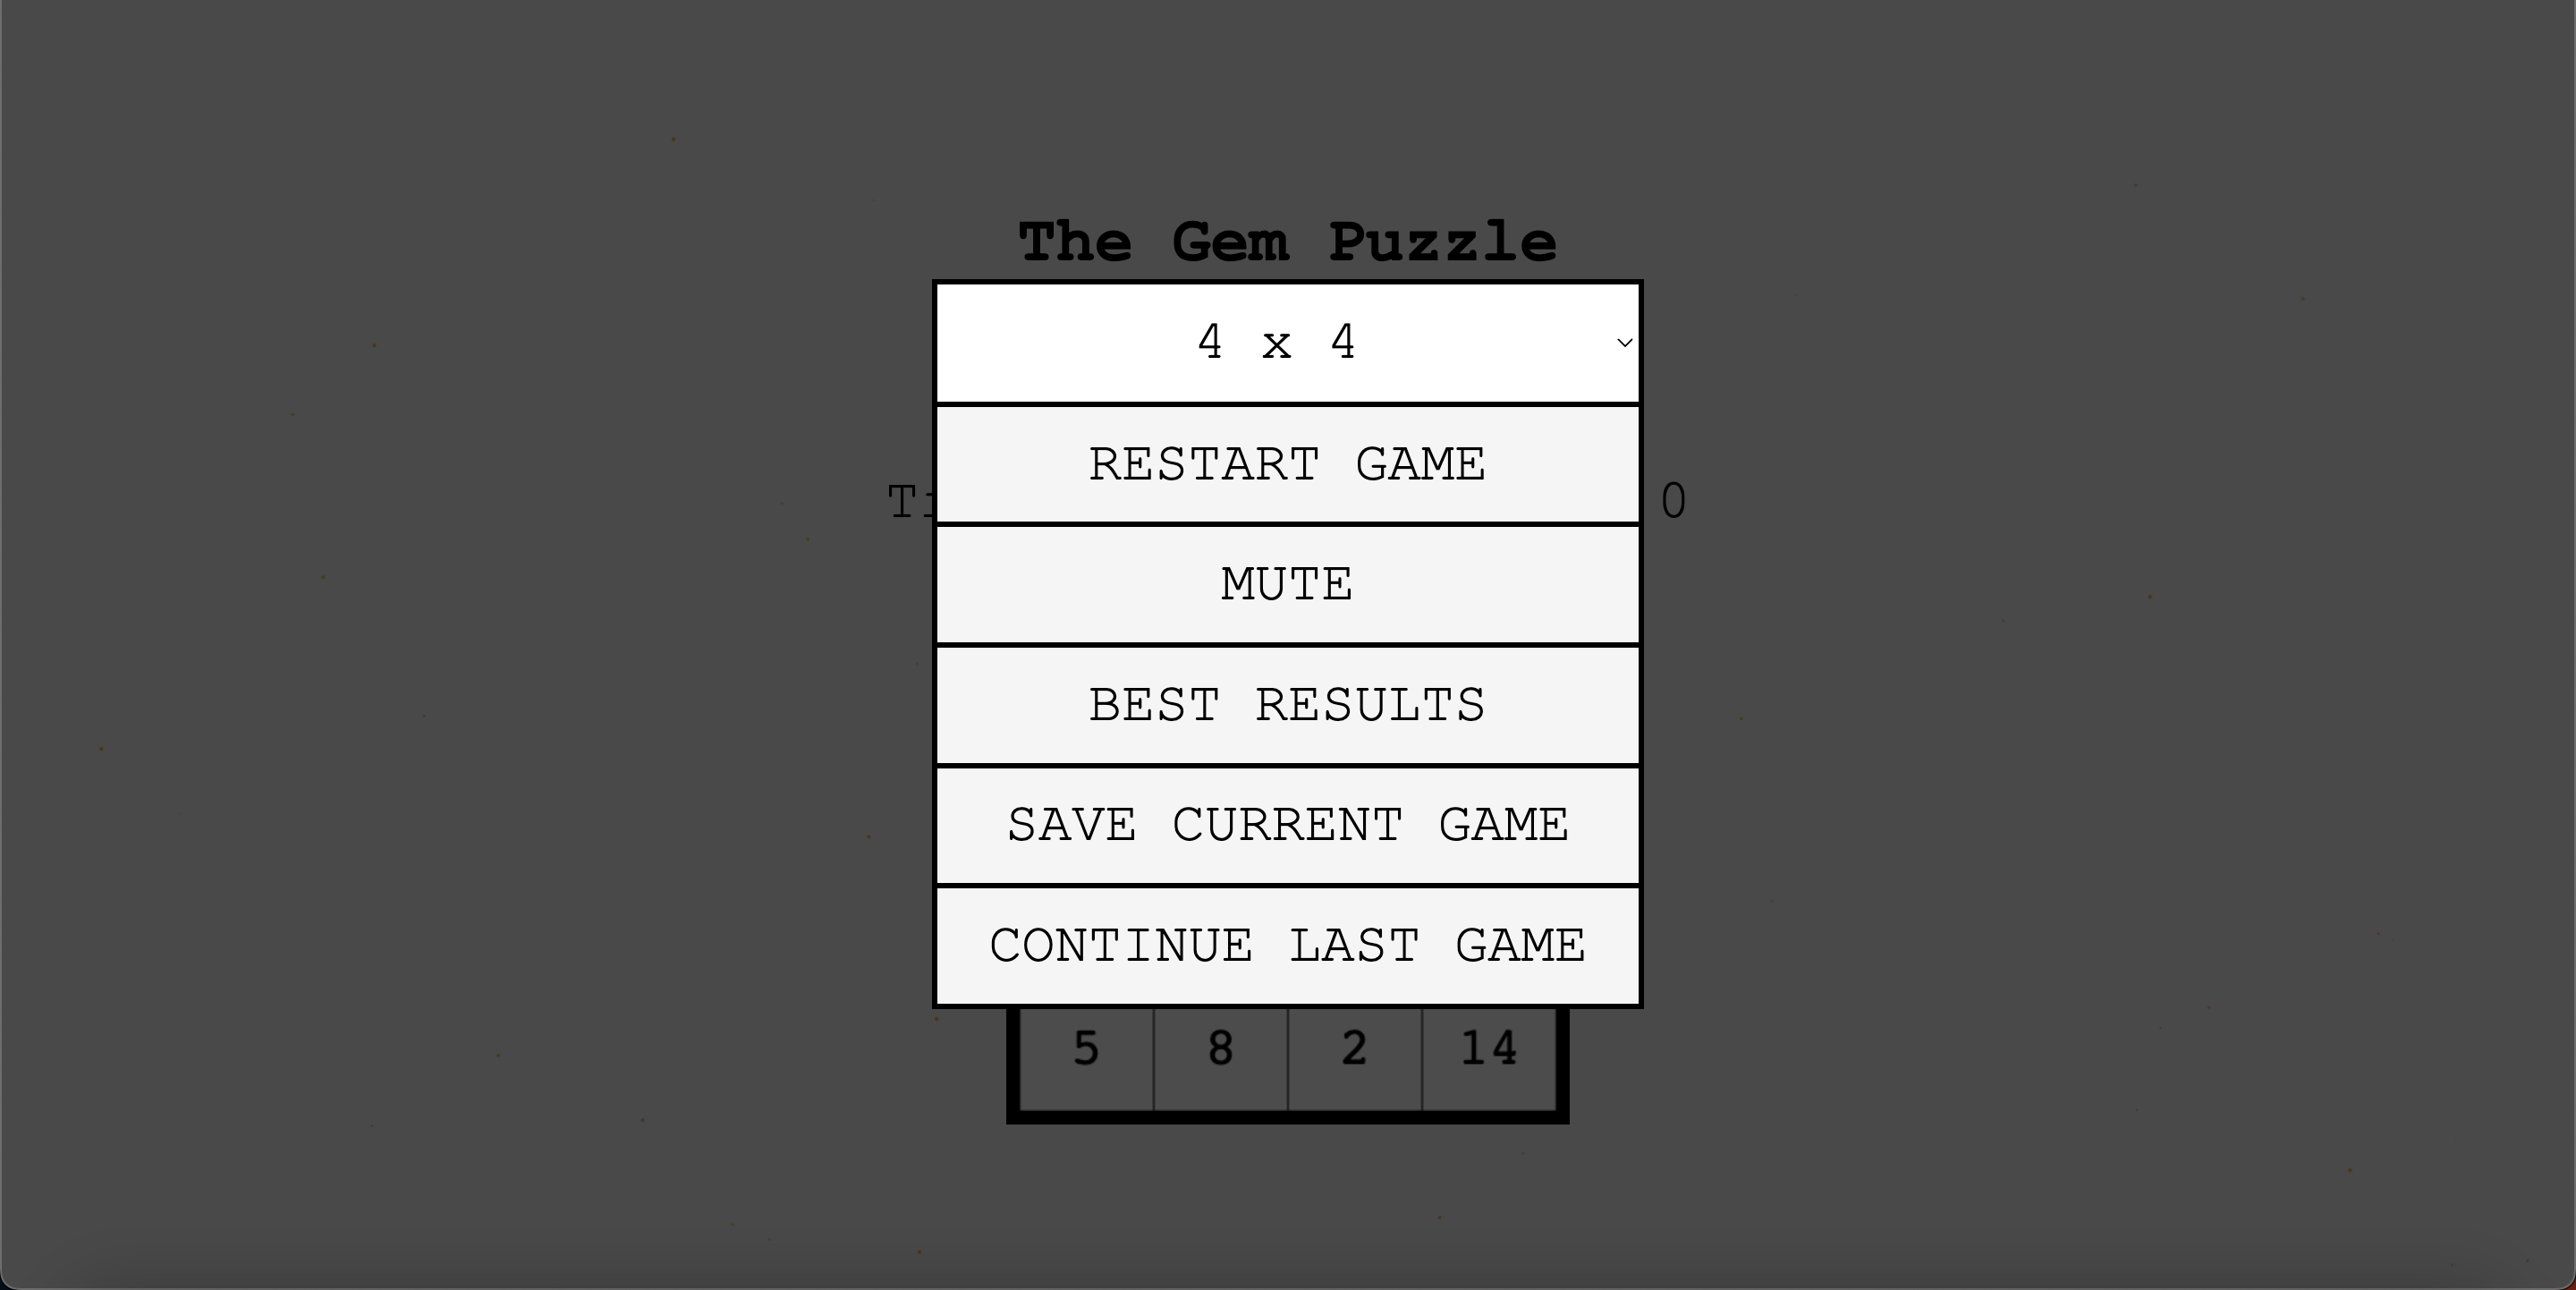 The Gem Puzzle
4 x 4
RESTART GAME
0
MUTE
BEST RESULTS
SAVE CURRENT GAME
CONTINUE LAST GAME
5 8 2 14